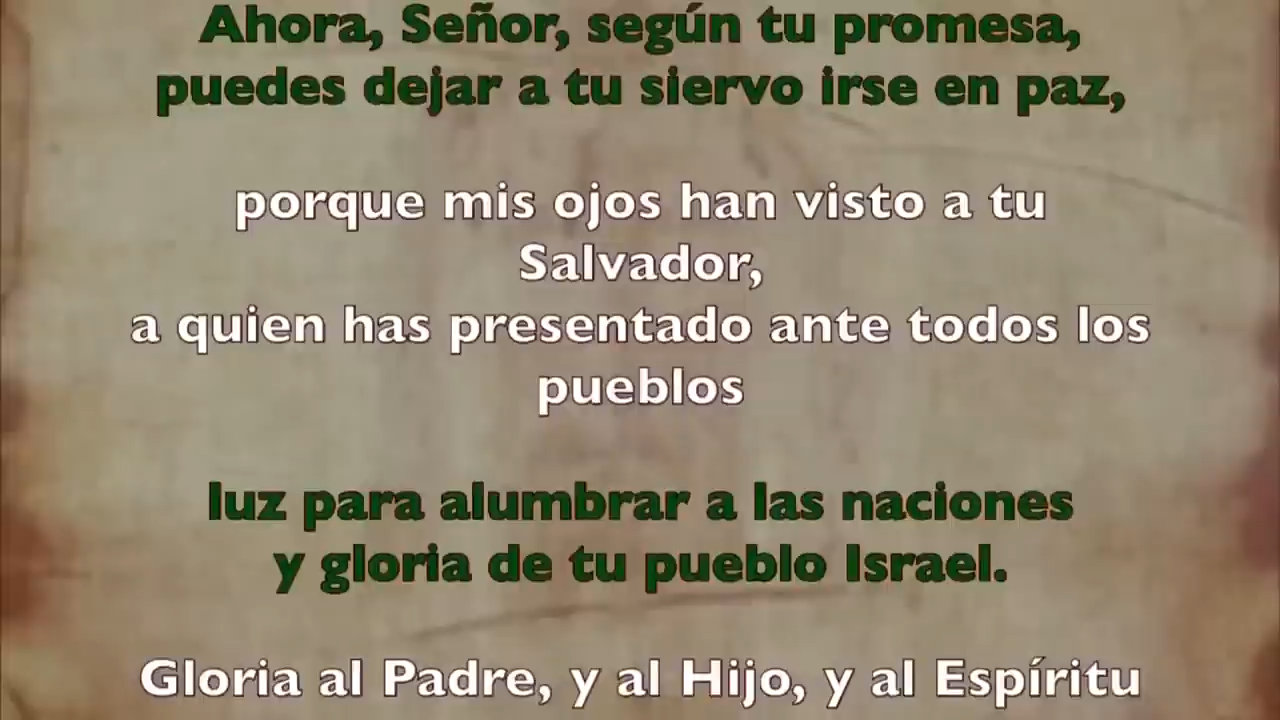 Ahora, Señor, según tu promesa,
puedes dejar a tu siervo irse en paz,
porque mis ojos han visto a tu
Salvador,
a quien has presentado ante todos los
pueblos
luz para alumbrar a las naciones
y gloria de tu pueblo Israel.
Gloria al Padre, y al Hijo, y al Espíritu